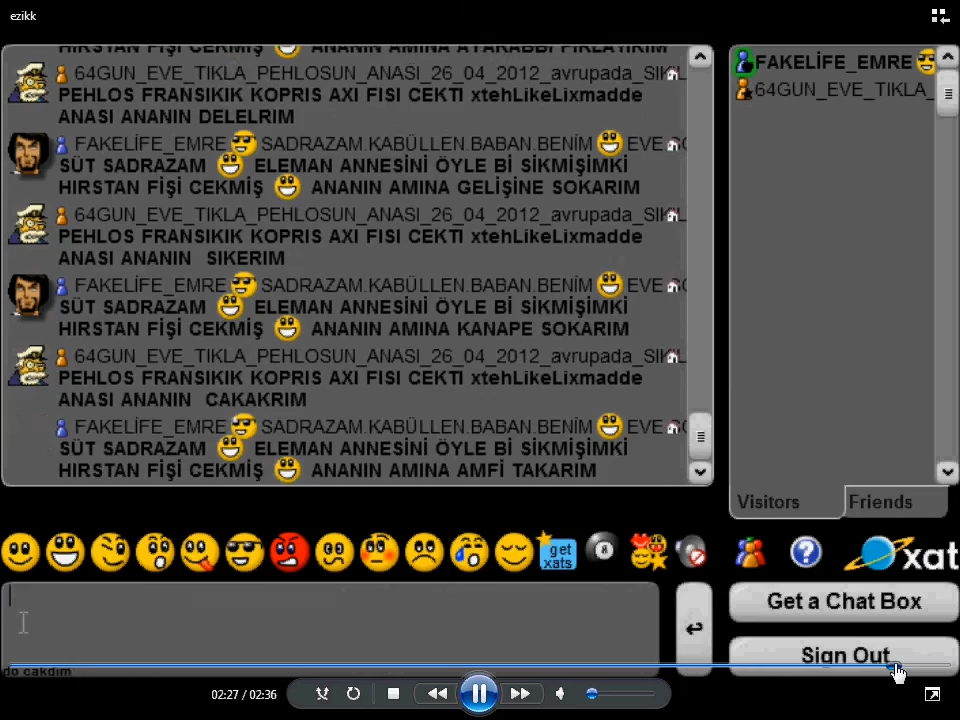 ezikk
HIRSTAN FİŞİ CEKMİŞ ANANIN AMINA AYARABBİ PIRLATIRIM
64GUN_EVE_TIKLA_PEHLOSUN_ANASI_26_04_2012_avrupada_SIKIL
PEHLOS FRANSIKIK KOPRIS AXI FISI CEKTI xtehLikeLixmadde
ANASI ANANIN DELELRIM
FAKELİFE_EMRE SADRAZAM.KABÜLLEN.BABAN.BENİM EVE
SÜT SADRAZAM ELEMAN ANNESİNİ ÖYLE Bİ SİKMİŞİMKİ
HIRSTAN FİŞİ CEKMİŞ ANANIN AMINA GELİŞİNE SOKARIM
64GUN_EVE_TIKLA_PEHLOSUN_ANASI_26_04_2012_avrupada_SIKIL
PEHLOS FRANSIKIK KOPRIS AXI FISI CEKTI xtehLikeLixmadde
ANASI ANANIN SIKERIM
FAKELİFE_EMRE SADRAZAM.KABÜLLEN.BABAN.BENİM EVE
SÜT SADRAZAM ELEMAN ANNESİNİ ÖYLE Bİ SİKMİŞİMKİ
HIRSTAN FİŞİ CEKMİŞ ANANIN AMINA KANAPE SOKARIM
64GUN_EVE_TIKLA_PEHLOSUN_ANASI_26_04_2012_avrupada_SIKIL
PEHLOS FRANSIKIK KOPRIS AXI FISI CEKTI xtehLikeLixmadde
ANASI ANANIN CAKAKRIM
FAKELİFE_EMRE SADRAZAM.KABÜLLEN.BABAN.BENİM EVE
SÜT SADRAZAM ELEMAN ANNESİNİ ÖYLE Bİ SİKMİŞİMKİ
HIRSTAN FİŞİ CEKMİŞ ANANIN AMINA AMFİ TAKARIM
FAKELİFE_EMRE
64GUN_EVE_TIKLA_
Visitors
Friends
get
xats
8
?
xat
Get a Chat Box
Sign Out
do cakdim
02:27 / 02:36